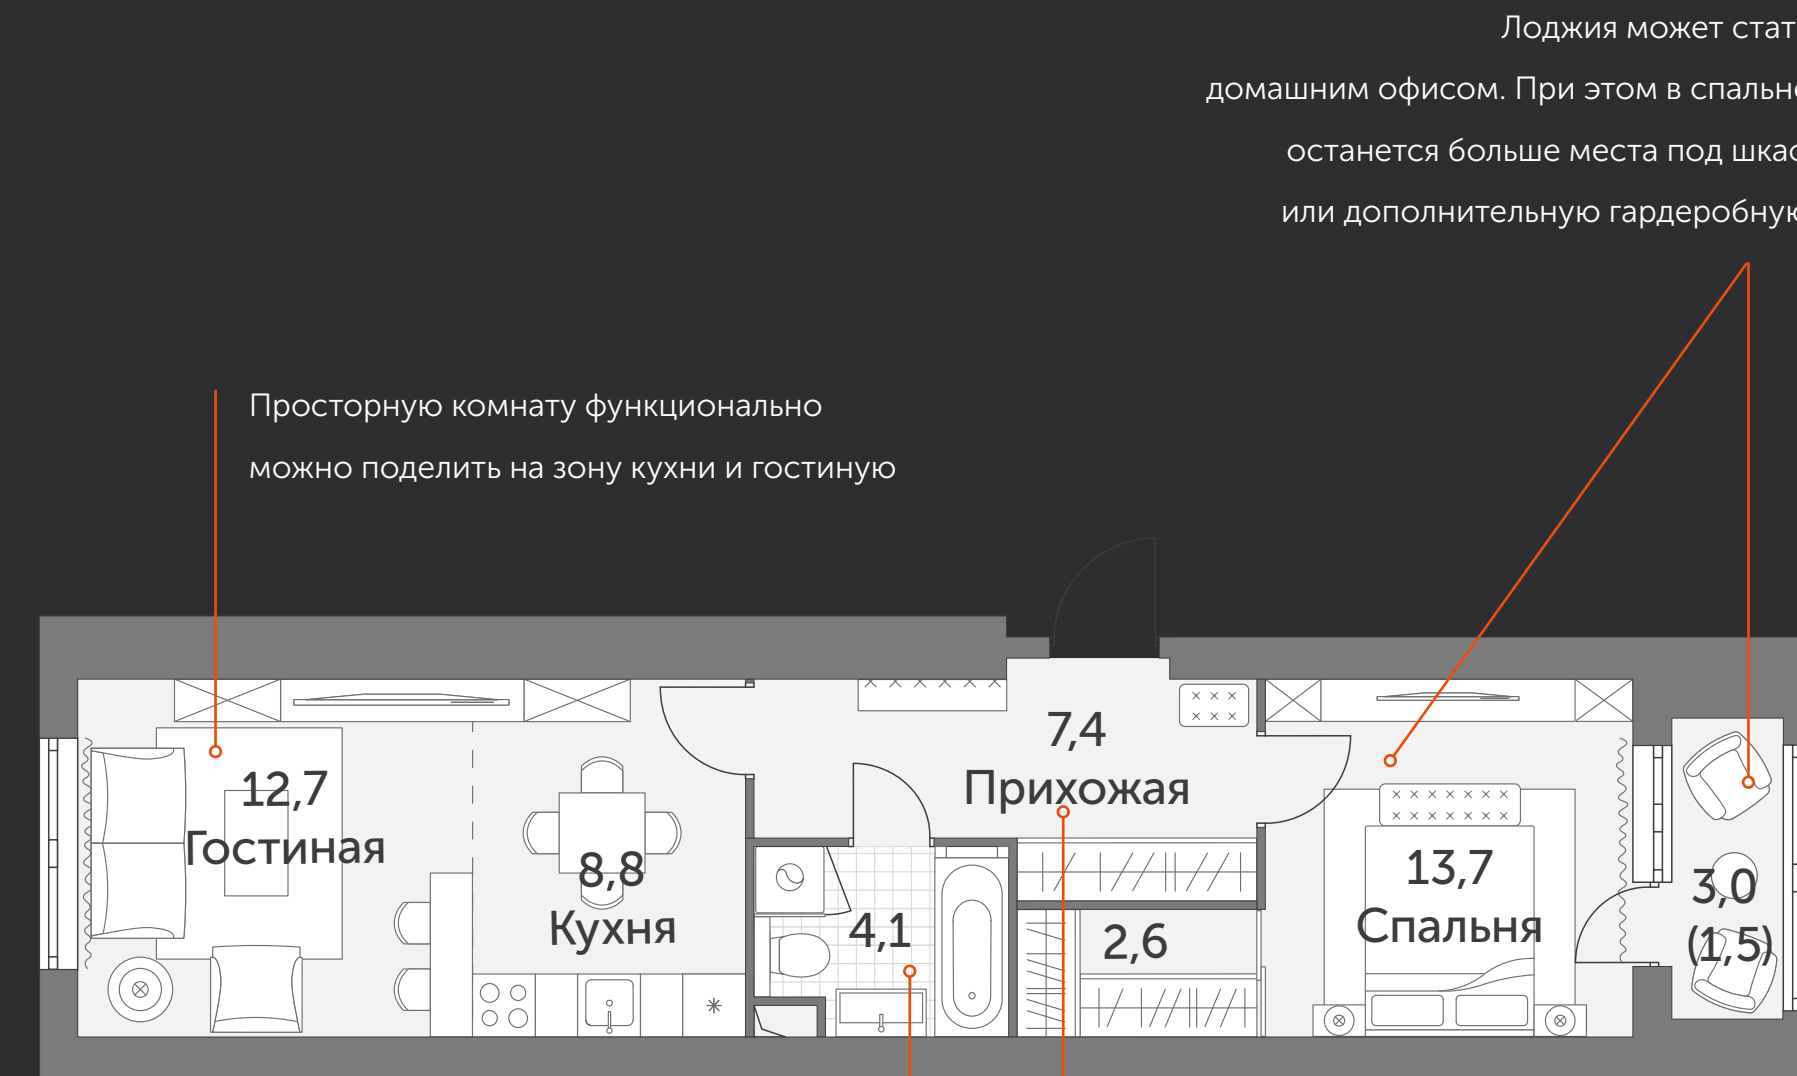 Лоджия может стат
домашним офисом. При этом в спальн
останется больше места под шка
или дополнительную гардеробную
Просторную комнату функционально
можно поделить на зону кухни и гостиную
7,4
Прихожая
12,7
Гостиная
8,8
Кухня
4,1
2,6
13,7
Спальня
3,0
(1,5)